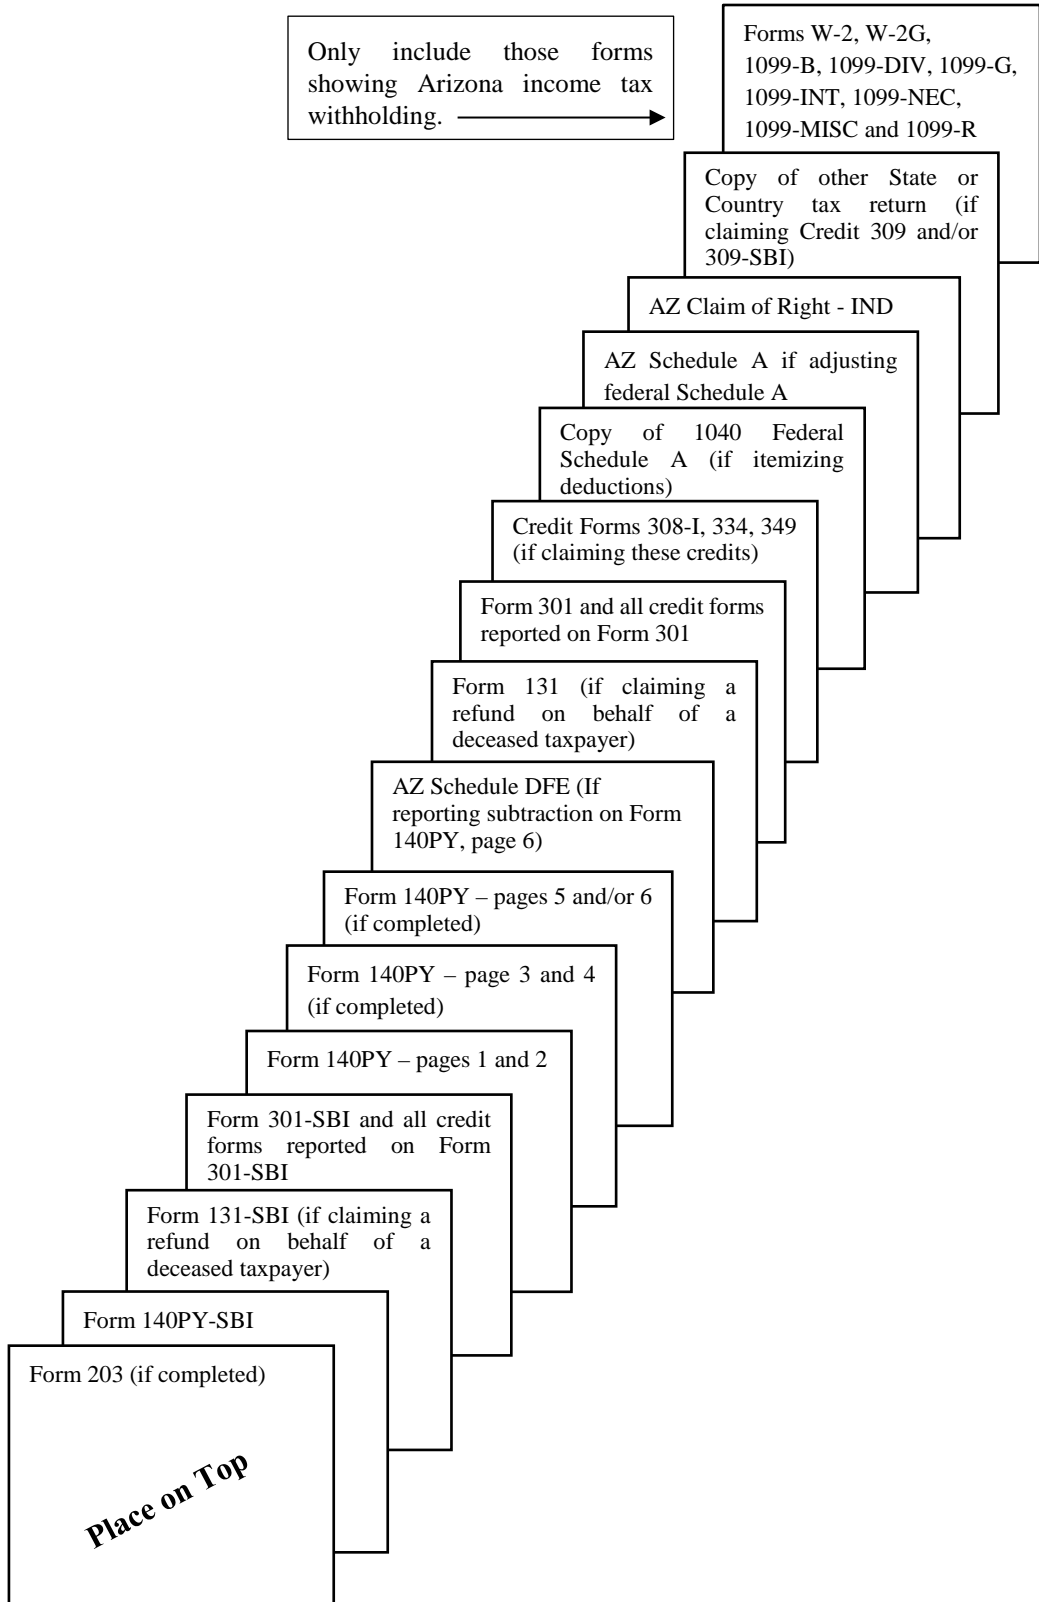 Only include those forms
showing Arizona income tax
withholding.
Forms W-2, W-2G,
1099-B, 1099-DIV, 1099-G,
1099-INT, 1099-NEC,
1099-MISC and 1099-R
Copy of other State or
Country tax return (if
claiming Credit 309 and/or
309-SBI)
AZ Claim of Right - IND
AZ Schedule A if adjusting
federal Schedule A
Copy of 1040 Federal
Schedule A (if itemizing
deductions)
Credit Forms 308-I, 334, 349
(if claiming these credits)
Form 301 and all credit forms
reported on Form 301
Form 131 (if claiming a
refund on behalf of a
deceased taxpayer)
AZ Schedule DFE (If
reporting subtraction on Form
140PY, page 6)
Form 140PY – pages 5 and/or 6
(if completed)
Form 140PY – page 3 and 4
(if completed)
Form 140PY – pages 1 and 2
Form 301-SBI and all credit
forms reported on Form
301-SBI
Form 131-SBI (if claiming a
refund on behalf of a
deceased taxpayer)
Form 140PY-SBI
Form 203 (if completed)
Place on Top